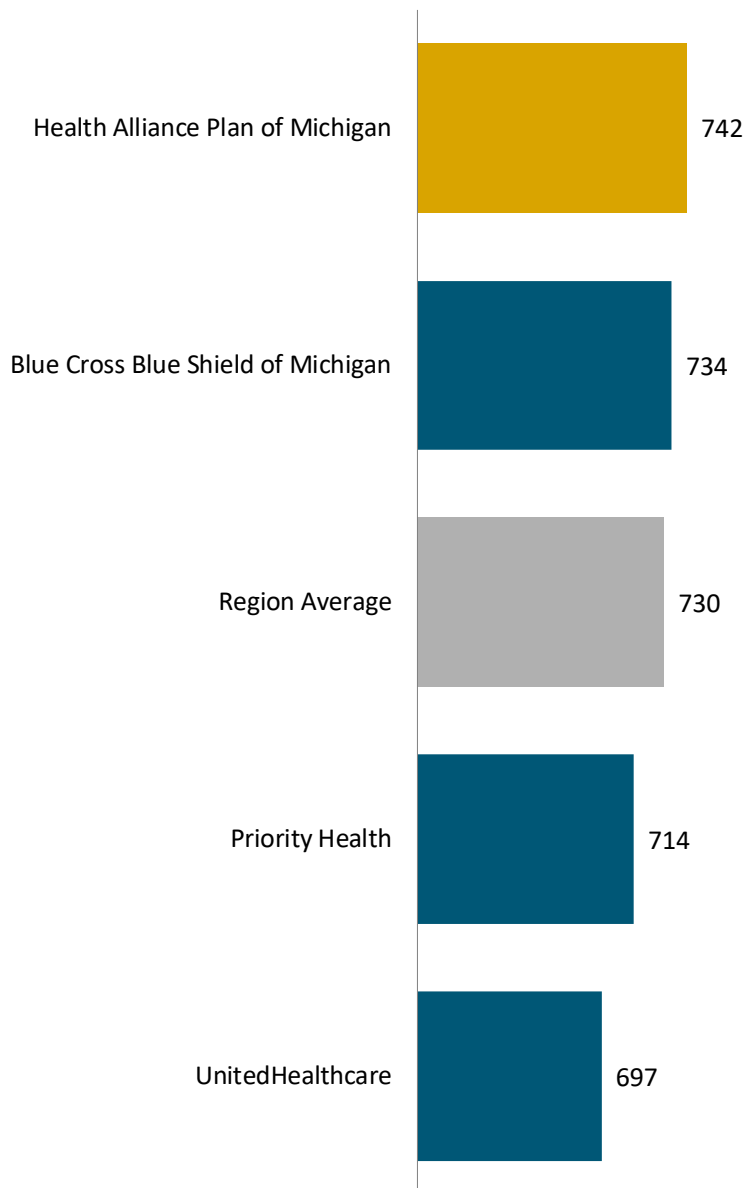 Health Alliance Plan of Michigan 742
Blue Cross Blue Shield of Michigan 734
Region Average 730
Priority Health 714
UnitedHealthcare 697